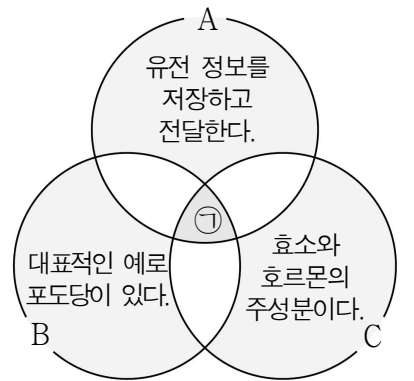 A
유전 정보를
저장하고
전달한다.
㉠
대표적인 예로
포도당이 있다.
B
효소와
호르몬의
주성분이다.
C